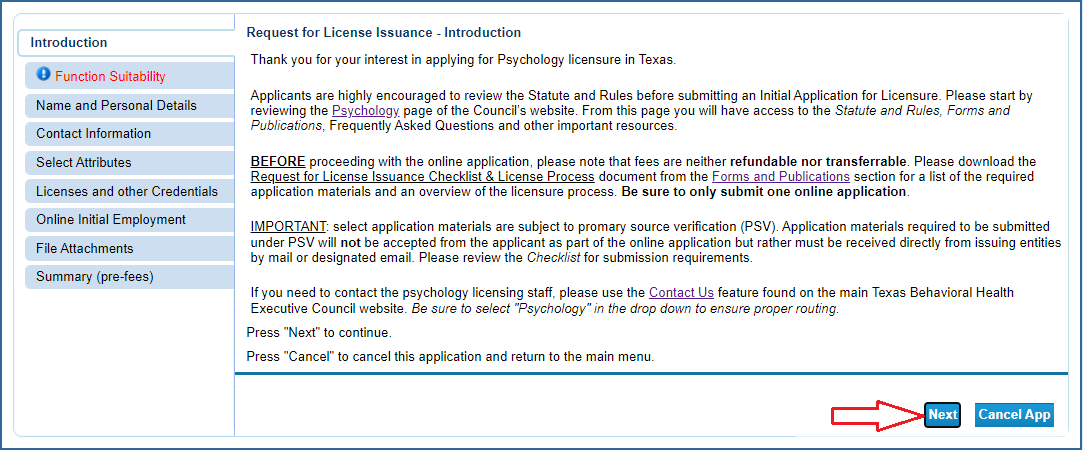 Introduction
Function Suitability
Name and Personal Details
Contact Information
Select Attributes
Licenses and other Credentials
Online Initial Employment
File Attachments
Summary (pre-fees)
Request for License Issuance - Introduction
Thank you for your interest in applying for Psychology licensure in Texas.
Applicants are highly encouraged to review the Statute and Rules before submitting an Initial Application for Licensure. Please start by
reviewing the Psychology page of the Council's website. From this page you will have access to the Statute and Rules, Forms and
Publications, Frequently Asked Questions and other important resources.
BEFORE proceeding with the online application, please note that fees are neither refundable nor transferrable. Please download the
Request for License Issuance Checklist & License Process document from the Forms and Publications section for a list of the required
application materials and an overview of the licensure process. Be sure to only submit one online application.
IMPORTANT: select application materials are subject to promary source verification (PSV). Application materials required to be submitted
under PSV will not be accepted from the applicant as part of the online application but rather must be received directly from issuing entities
by mail or designated email. Please review the Checklist for submission requirements.
If you need to contact the psychology licensing staff, please use the Contact Us feature found on the main Texas Behavioral Health
Executive Council website. Be sure to select "Psychology" in the drop down to ensure proper routing.
Press "Next" to continue.
Press "Cancel" to cancel this application and return to the main menu.
Next
Cancel App